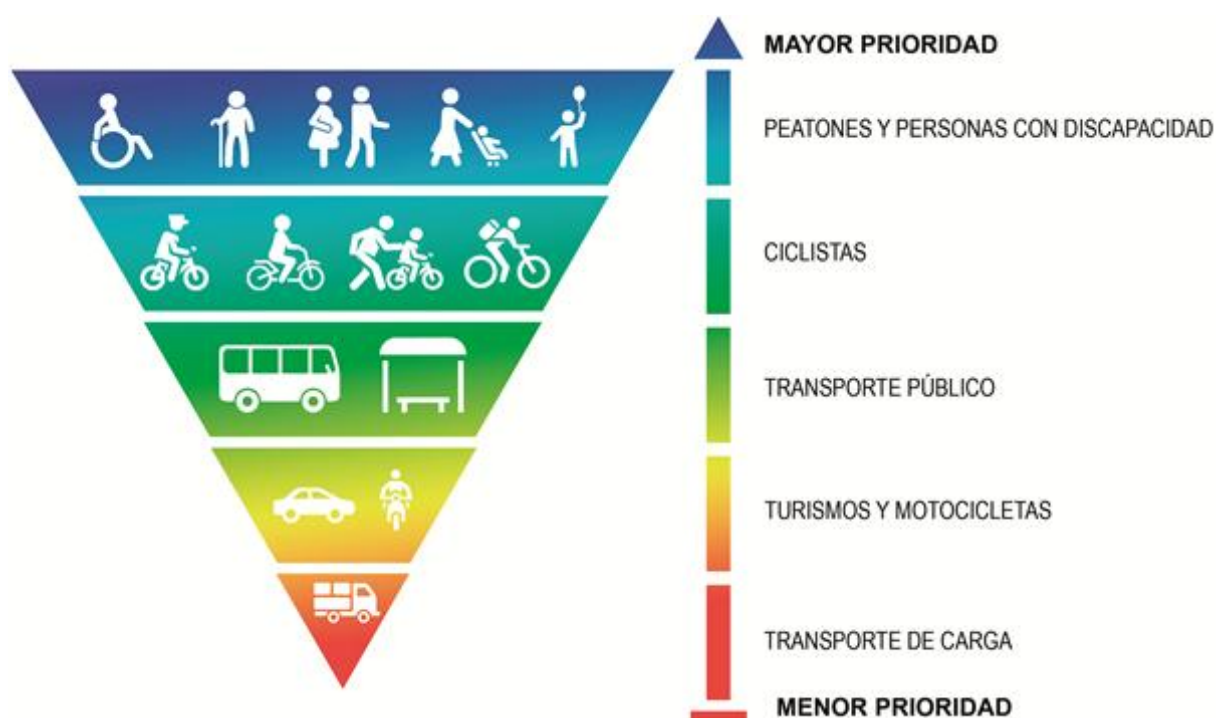 MAYOR PRIORIDAD
PEATONES Y PERSONAS CON DISCAPACIDAD
CICLISTAS
TRANSPORTE PÚBLICO
TURISMOS Y MOTOCICLETAS
TRANSPORTE DE CARGA
MENOR PRIORIDAD